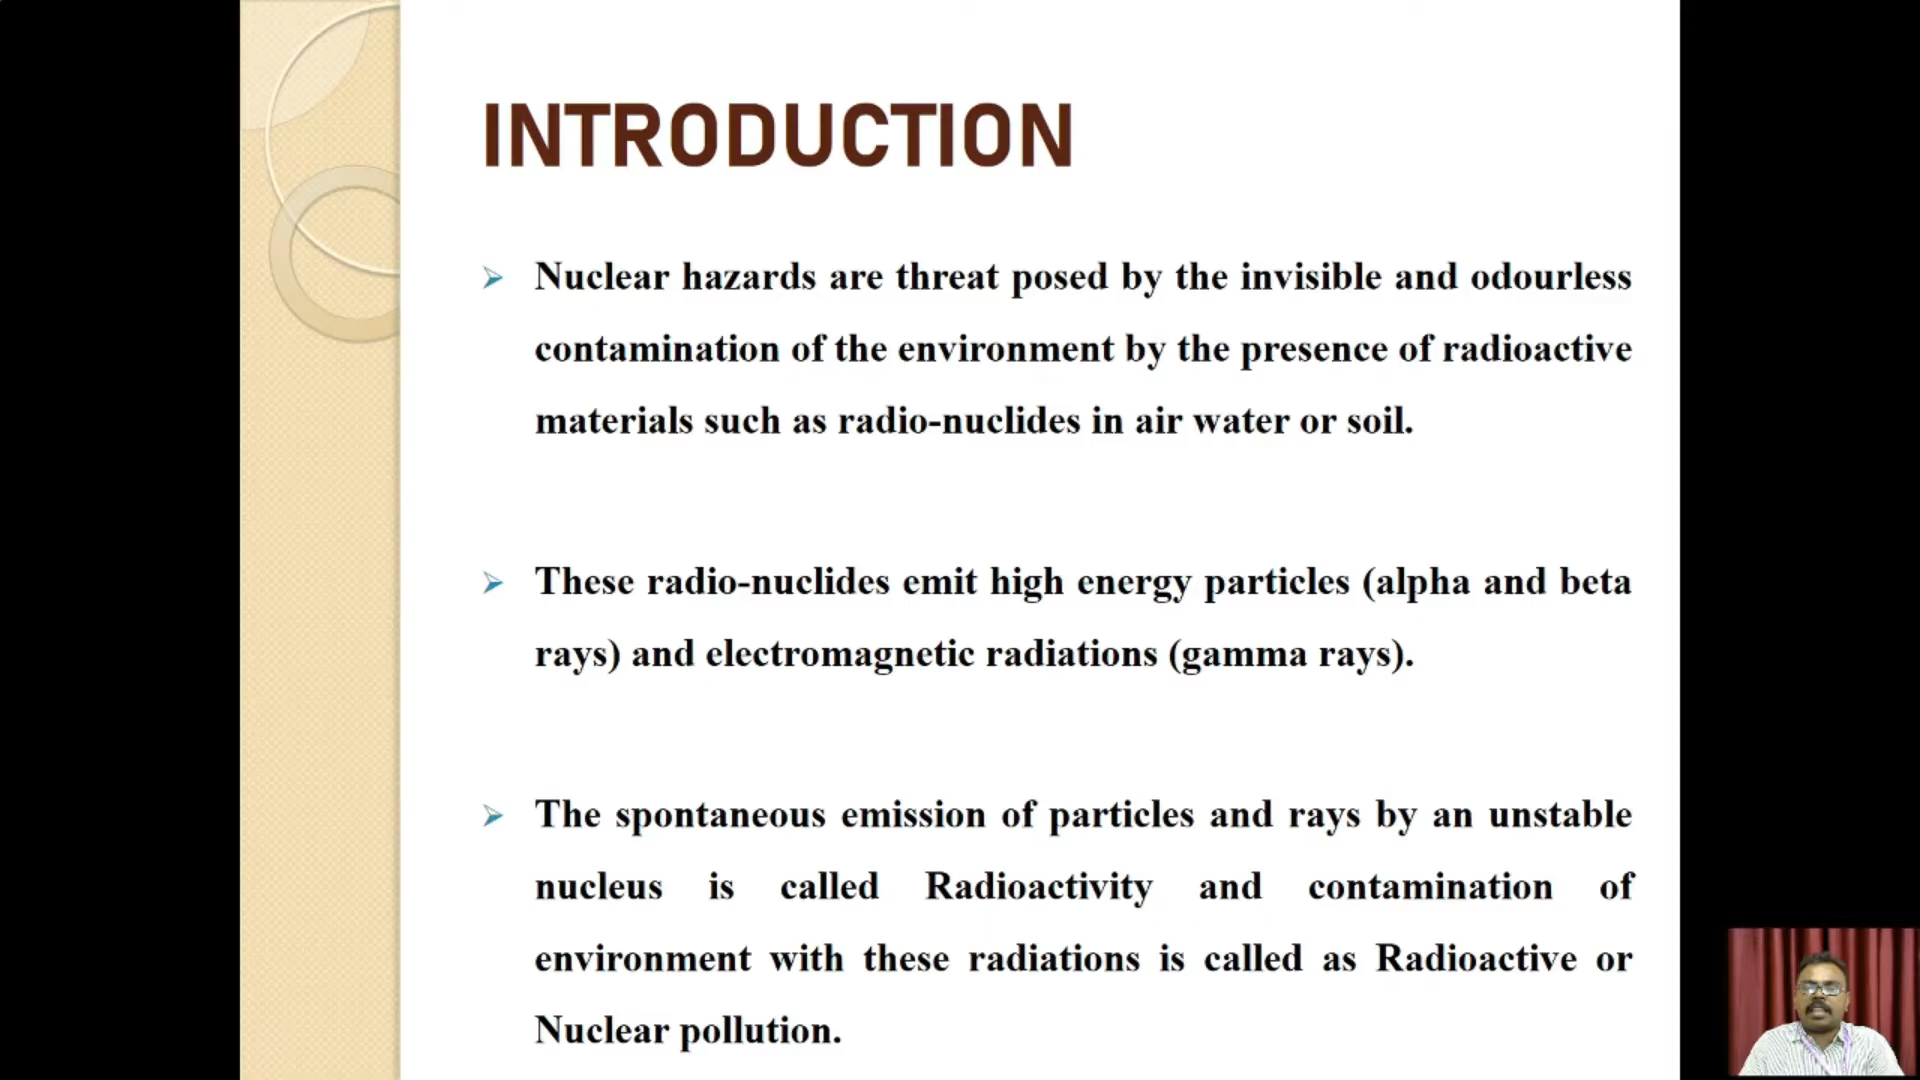 INTRODUCTION
Nuclear hazards are threat posed by the invisible and odourless
contamination of the environment by the presence of radioactive
materials such as radio-nuclides in air water or soil.
These radio-nuclides emit high energy particles (alpha and beta
rays) and electromagnetic radiations (gamma rays).
The spontaneous emission of particles and rays by an unstable
nucleus is called Radioactivity and contamination of
environment with these radiations is called as Radioactive or
Nuclear pollution.